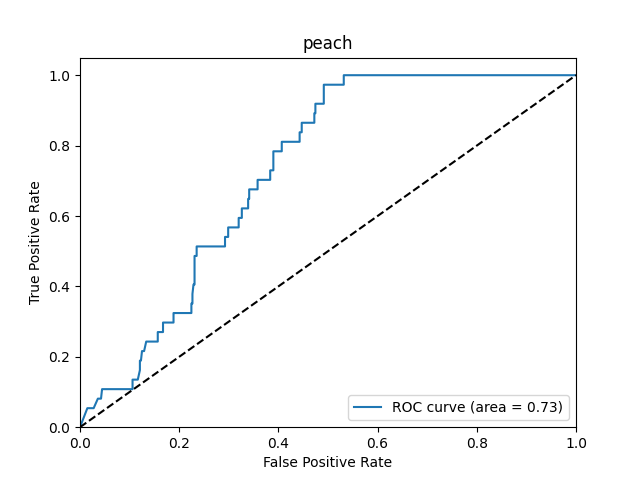 peach
1.0
0.8
0.6
0.4
0.2
0.0
True Positive Rate
ROC curve (area = 0.73)
0.0 0.2 0.4 0.6 0.8 1.0
False Positive Rate